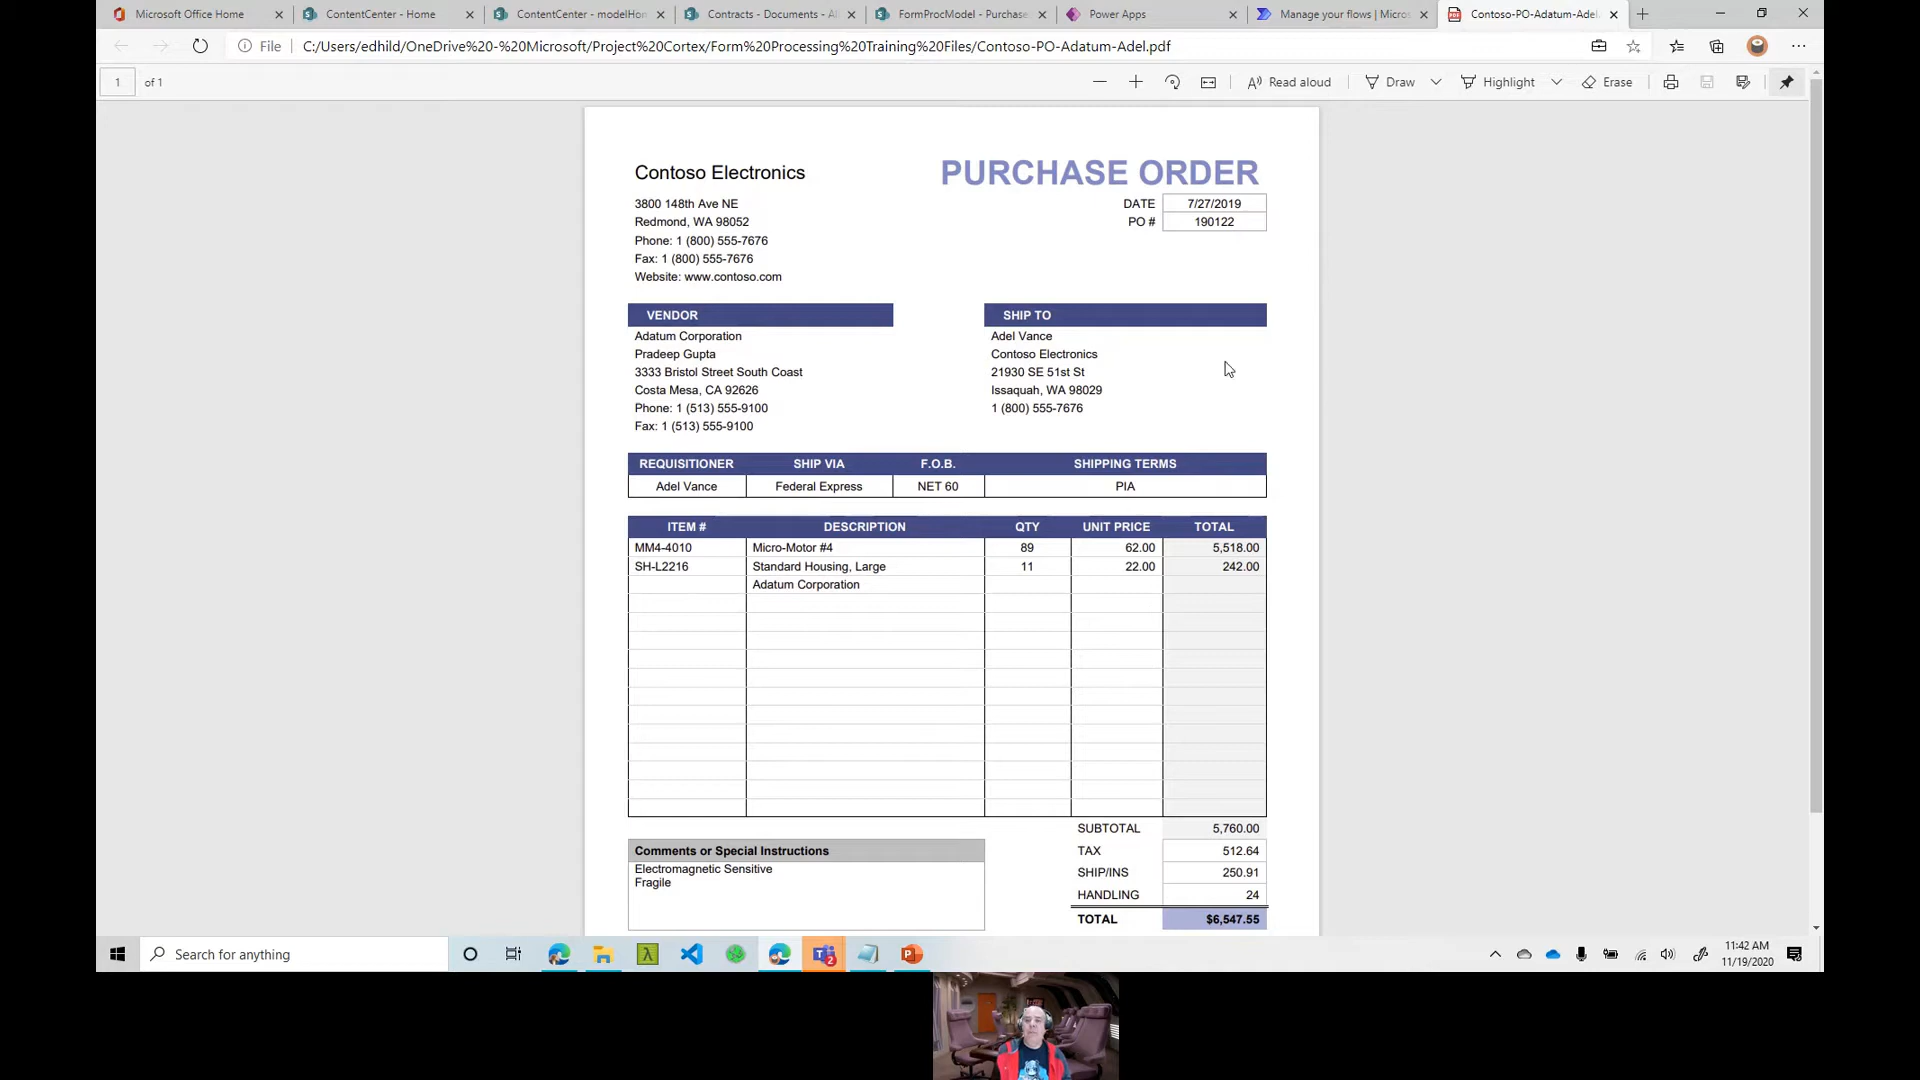 Microsoft Office Home
ContentCenter - Home
ContentCenter - modelHom
Contracts - Documents - Al
FormProcModel - Purchase
Power Apps
Manage your flows | Micros
Contoso-PO-Adatum-Adel
File C:/Users/edhild/OneDrive%20-%20Microsoft/Project%20Cortex/Form%20Processing%20Training%20Files/Contoso-PO-Adatum-Adel.pdf
1 of 1 Read aloud Draw Highlight Erase
Contoso Electronics PURCHASE ORDER
3800 148th Ave NE DATE 7/27/2019
Redmond, WA 98052 PO # 190122
Phone: 1 (800) 555-7676
Fax: 1 (800) 555-7676
Website: www.contoso.com
VENDOR SHIP TO
Adatum Corporation Adel Vance
Pradeep Gupta Contoso Electronics
3333 Bristol Street South Coast 21930 SE 51st St
Costa Mesa, CA 92626 Issaquah, WA 98029
Phone: 1 (513) 555-9100 1 (800) 555-7676
Fax: 1 (513) 555-9100
REQUISITIONER SHIP VIA F.O.B. SHIPPING TERMS
Adel Vance Federal Express NET 60 PIA
ITEM # DESCRIPTION QTY UNIT PRICE TOTAL
MM4-4010 Micro-Motor #4 89 62.00 5,518.00
SH-L2216 Standard Housing, Large 11 22.00 242.00
Adatum Corporation
SUBTOTAL 5,760.00
Comments or Special Instructions TAX 512.64
Electromagnetic Sensitive SHIP/INS 250.91
Fragile HANDLING 24
TOTAL $6,547.55
Search for anything
2
11:42 AM
11/19/2020